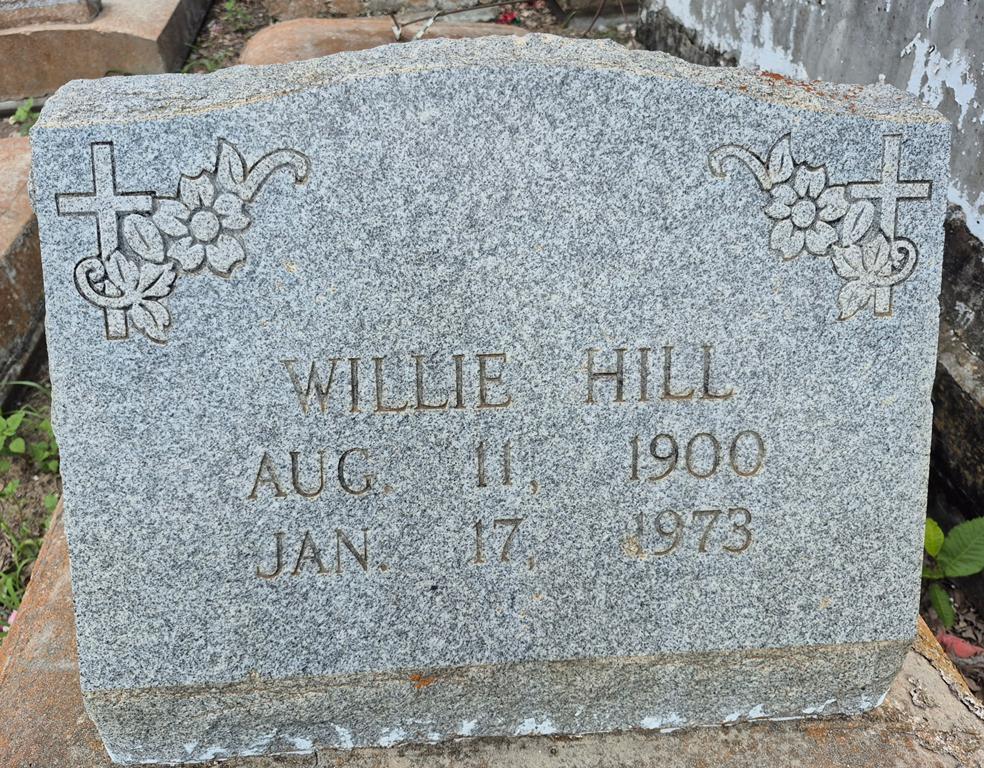 WILLIE HILL
AUG. 11, 1900
JAN. 17, 1973